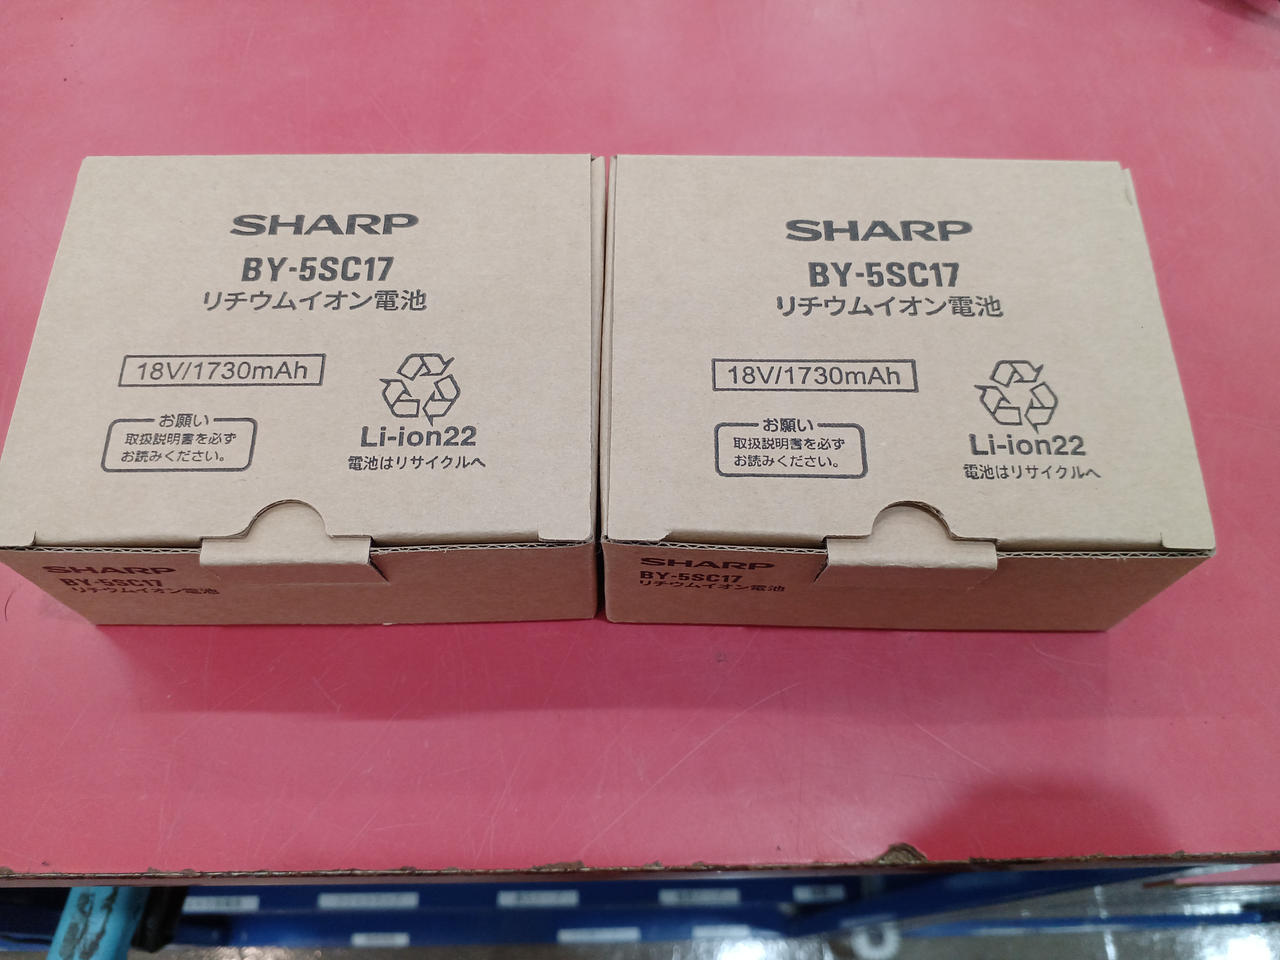 SHARP
BY-5SC17
リチウムイオン電池
18V/1730mAh
お願い
取扱説明書を必ず
お読みください。
Li-ion22
電池はリサイクルへ
SHARP
BY-5SC17
リチウムイオン電池
SHARP
BY-5SC17
リチウムイオン電池
18V/1730mAh
お願い
取扱説明書を必ず
お読みください。
Li-ion22
電池はリサイクルへ
SHARP
BY-5SC17
リチウムイオン電池